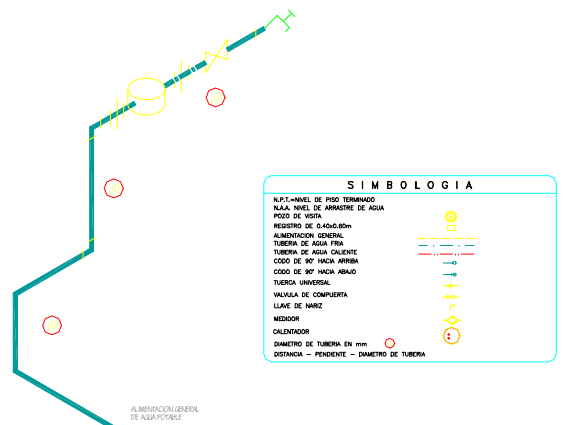 SIMBOLOGIA
N.P.T.=NIVEL DE PISO TERMINADO
N.A.A. NIVEL DE ARRASTRE DE AGUA
POZO DE VISITA
REGISTRO DE 0.40x0.60m
ALIMENTACION GENERAL
TUBERIA DE AGUA FRIA
TUBERIA DE AGUA CALIENTE
CODO DE 90° HACIA ARRIBA
CODO DE 90° HACIA ABAJO
TUERCA UNIVERSAL
VALVULA DE COMPUERTA
LLAVE DE NARIZ
MEDIDOR
CALENTADOR
DIAMETRO DE TUBERIA EN mm
DISTANCIA - PENDIENTE - DIAMETRO DE TUBERIA
ALIMENTACION GENERAL
DE AGUA POTABLE